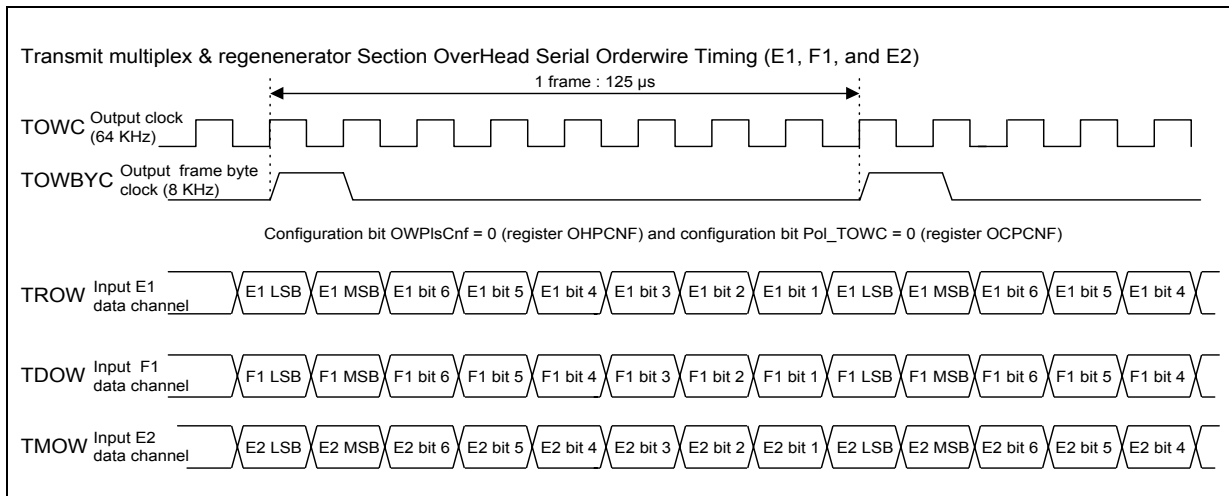 Transmit multiplex & regenenerator Section OverHead Serial Orderwire Timing (E1, F1, and E2)
1 frame : 125 µs
TOWC Output clock
(64 KHz)
TOWBYC Output frame byte
clock (8 KHz)
Configuration bit OWPlsCnf = 0 (register OHPCNF) and configuration bit Pol_TOWC = 0 (register OCPCNF)
TROW Input E1
data channel
E1 LSB E1 MSB E1 bit 6 E1 bit 5 E1 bit 4 E1 bit 3 E1 bit 2 E1 bit 1 E1 LSB E1 MSB E1 bit 6 E1 bit 5 E1 bit 4
TDOW Input F1
data channel
F1 LSB F1 MSB F1 bit 6 F1 bit 5 F1 bit 4 F1 bit 3 F1 bit 2 F1 bit 1 F1 LSB F1 MSB F1 bit 6 F1 bit 5 F1 bit 4
TMOW Input E2
data channel
E2 LSB E2 MSB E2 bit 6 E2 bit 5 E2 bit 4 E2 bit 3 E2 bit 2 E2 bit 1 E2 LSB E2 MSB E2 bit 6 E2 bit 5 E2 bit 4